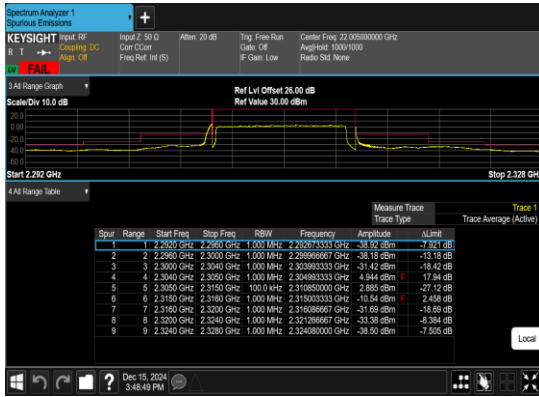 Spectrum Analyzer 1
Spurious Emissions
+
KEYSIGHT Input: RF Input Z: 50 Ω Atten: 20 dB Trig: Free Run Center Freq: 22.005000000 GHz
R T Coupling: DC Corr CCorr Gate: Off Avg|Hold: 1000/1000
Align: Off Freq Ref: Int (S) IF Gain: Low Radio Std: None
FAIL
3 All Range Graph
Ref Lvl Offset 26.00 dB
Scale/Div 10.0 dB Ref Value 30.00 dBm
20.0
0.00
-20.0
-40.0
-60.0
Start 2.292 GHz Stop 2.328 GH
4 All Range Table
Measure Trace Trace 1
Trace Type Trace Average (Active)
Spur Range Start Freq Stop Freq RBW Frequency Amplitude ΔLimit
1 1 2.2920 GHz 2.2960 GHz 1.000 MHz 2.292673333 GHz -38.92 dBm -7.921 dB
2 2 2.2960 GHz 2.3000 GHz 1.000 MHz 2.299966667 GHz -38.18 dBm -13.18 dB
3 3 2.3000 GHz 2.3040 GHz 1.000 MHz 2.303993333 GHz -31.42 dBm -18.42 dB
4 4 2.3040 GHz 2.3050 GHz 1.000 MHz 2.304993333 GHz 4.944 dBm F 17.94 dB
5 5 2.3050 GHz 2.3150 GHz 100.0 kHz 2.310850000 GHz 2.885 dBm -27.12 dB
6 6 2.3150 GHz 2.3160 GHz 1.000 MHz 2.315003333 GHz -10.54 dBm F 2.458 dB
7 7 2.3160 GHz 2.3200 GHz 1.000 MHz 2.316086667 GHz -31.69 dBm -18.69 dB
8 8 2.3200 GHz 2.3240 GHz 1.000 MHz 2.321266667 GHz -33.38 dBm -8.384 dB
9 9 2.3240 GHz 2.3280 GHz 1.000 MHz 2.324080000 GHz -38.50 dBm -7.505 dB
Local
? Dec 15, 2024
3:48:49 PM